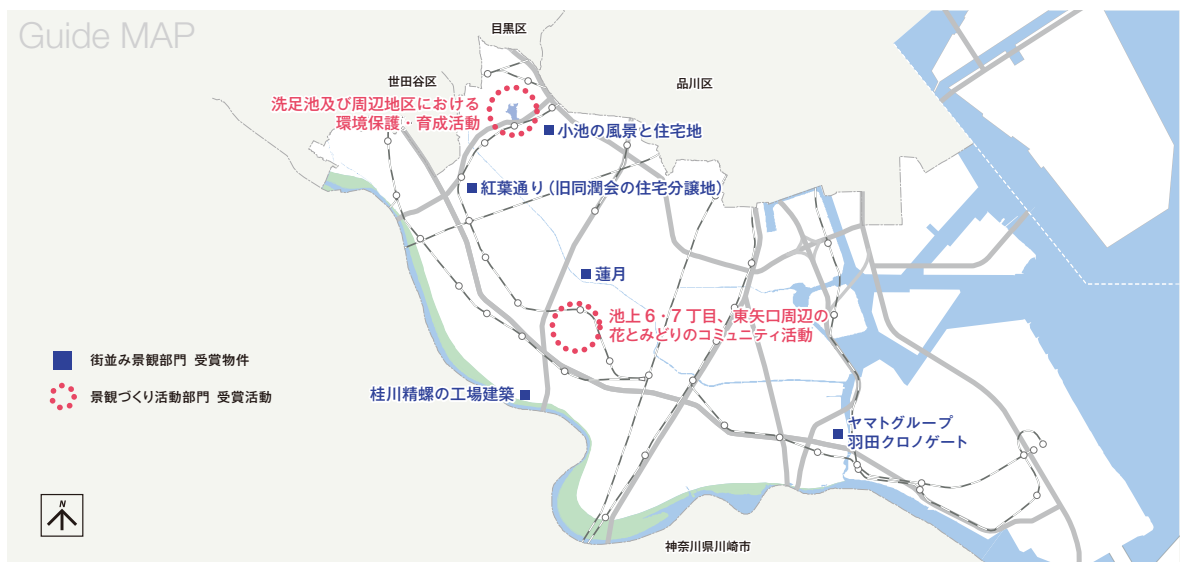 Guide MAP
目黒区
世田谷区
品川区
洗足池及び周辺地区における
環境保護・育成活動
小池の風景と住宅地
紅葉通り（旧同潤会の住宅分譲地）
蓮月
池上6・7丁目、東矢口周辺の
花とみどりのコミュニティ活動
街並み景観部門 受賞物件
景観づくり活動部門 受賞活動
桂川精螺の工場建築
ヤマトグループ
羽田クロノゲート
N
神奈川県川崎市